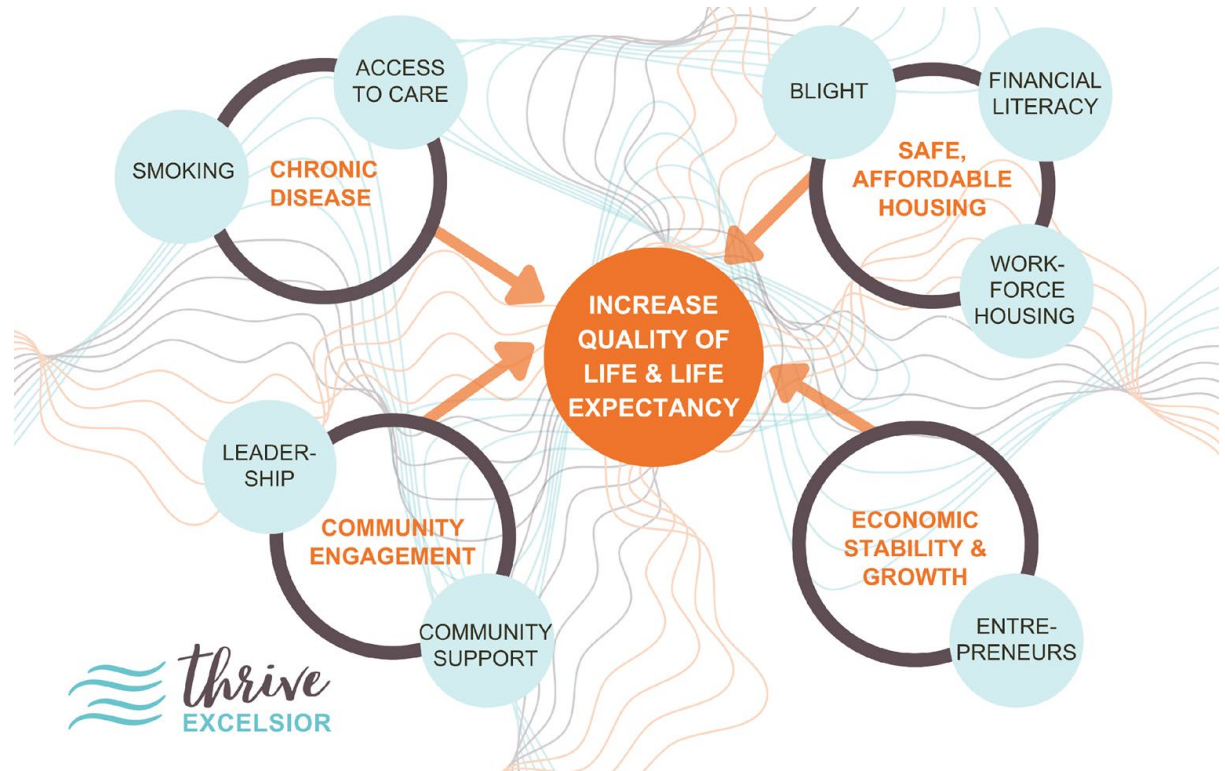 ACCESS
TO CARE
SMOKING
CHRONIC
DISEASE
BLIGHT
FINANCIAL
LITERACY
SAFE,
AFFORDABLE
HOUSING
WORK-
FORCE
HOUSING
INCREASE
QUALITY OF
LIFE & LIFE
EXPECTANCY
LEADER-
SHIP
COMMUNITY
ENGAGEMENT
COMMUNITY
SUPPORT
ECONOMIC
STABILITY &
GROWTH
ENTRE-
PRENEURS
thrive
EXCELSIOR